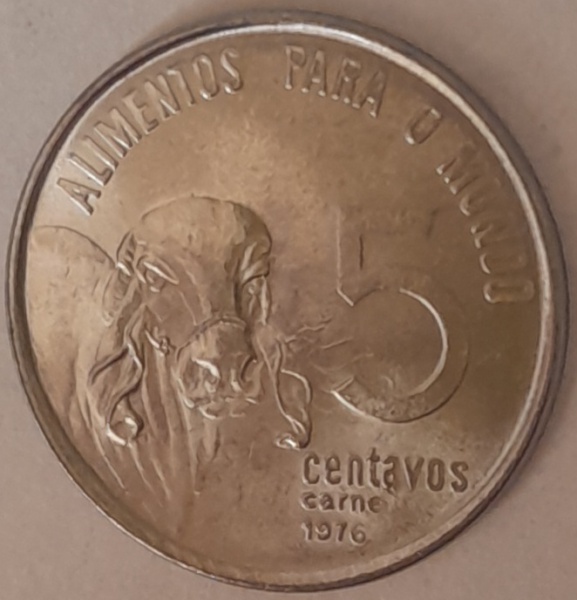 ALIMENTOS PARA O MUNDO
5
centavos
carne
1976